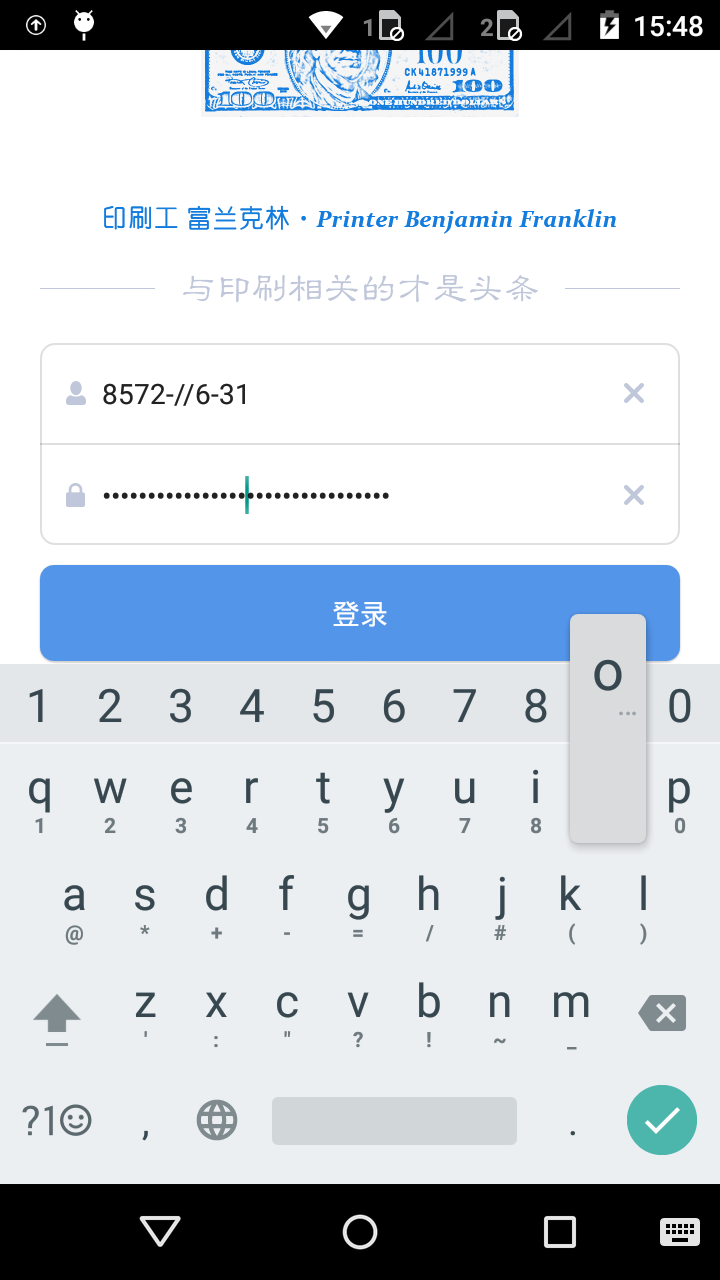 1 2 15:48
100
CK41871999A
100 ONE HUNDRED DOLLARS 100
印刷工 富兰克林 · Printer Benjamin Franklin
与印刷相关的才是头条
8572-//6-31
••••••••••••••••••••••••••••••••
登录
1 2 3 4 5 6 7 8 o 0
...
q w e r t y u i p
1 2 3 4 5 6 7 8 0
a s d f g h j k l
@ * + - = / # ( )
z x c v b n m
' : " ? ! ~ _
?1 , .